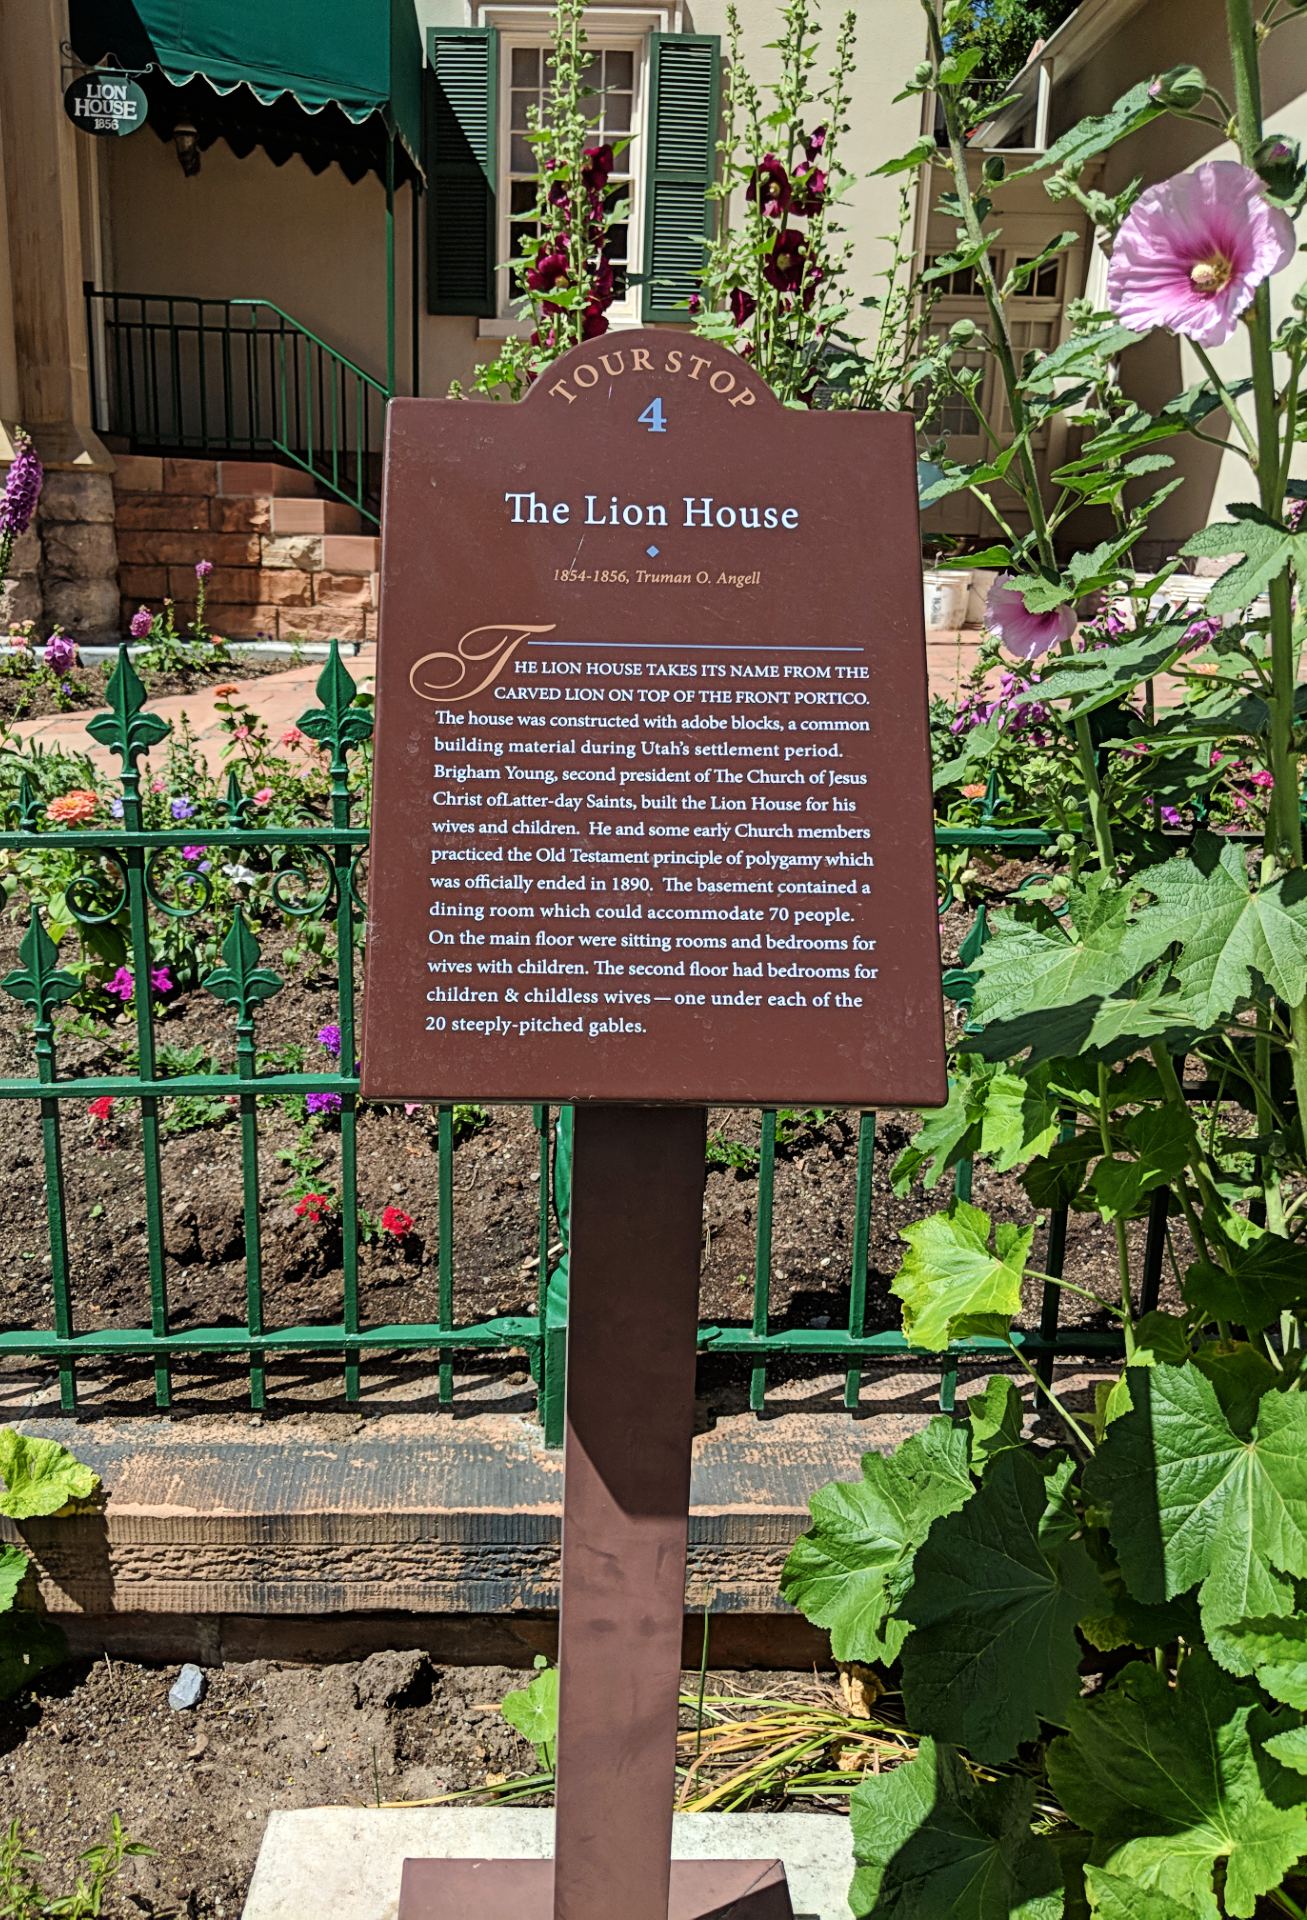 LION
HOUSE
1856
TOUR STOP
4
The Lion House
1854-1856, Truman O. Angell
THE LION HOUSE TAKES ITS NAME FROM THE
CARVED LION ON TOP OF THE FRONT PORTICO.
The house was constructed with adobe blocks, a common
building material during Utah's settlement period.
Brigham Young, second president of The Church of Jesus
Christ ofLatter-day Saints, built the Lion House for his
wives and children. He and some early Church members
practiced the Old Testament principle of polygamy which
was officially ended in 1890. The basement contained a
dining room which could accommodate 70 people.
On the main floor were sitting rooms and bedrooms for
wives with children. The second floor had bedrooms for
children & childless wives — one under each of the
20 steeply-pitched gables.